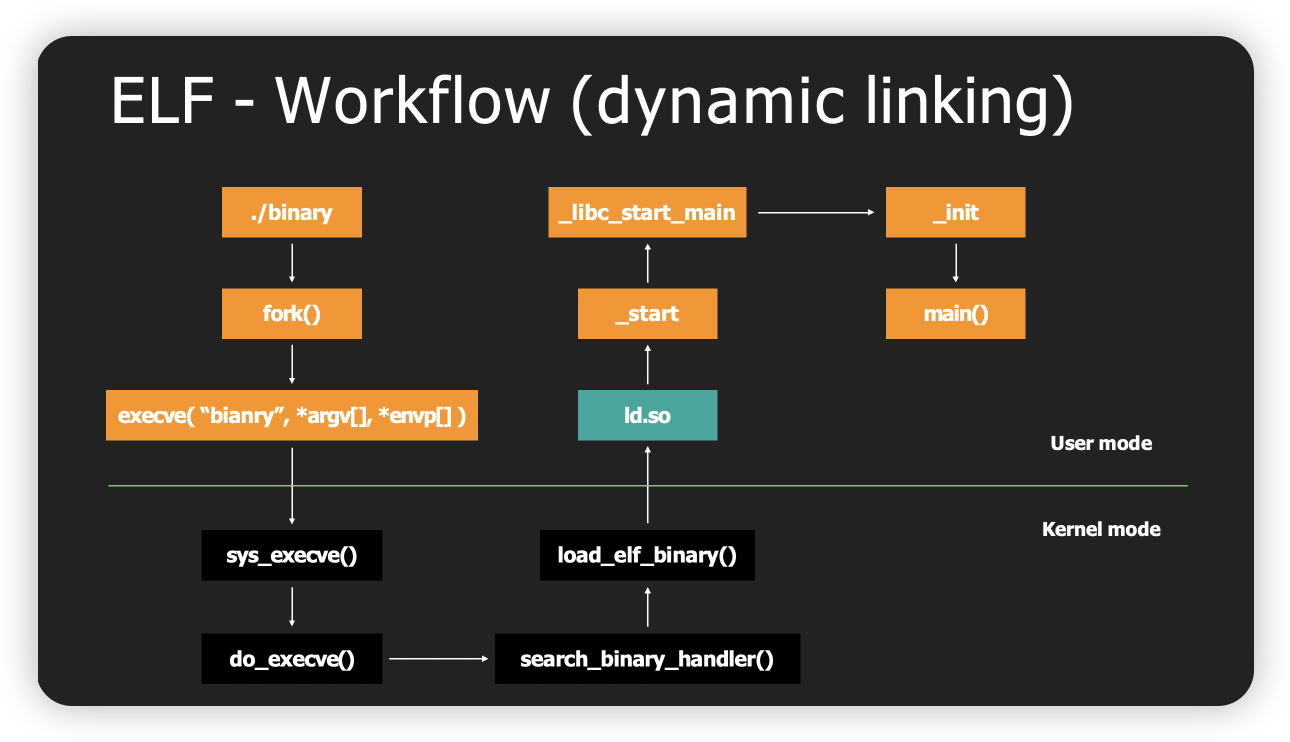 ELF - Workflow (dynamic linking)
./binary
fork()
execve( “bianry”, *argv[], *envp[] )
sys_execve()
do_execve()
search_binary_handler()
load_elf_binary()
ld.so
_start
_libc_start_main
_init
main()
User mode
Kernel mode